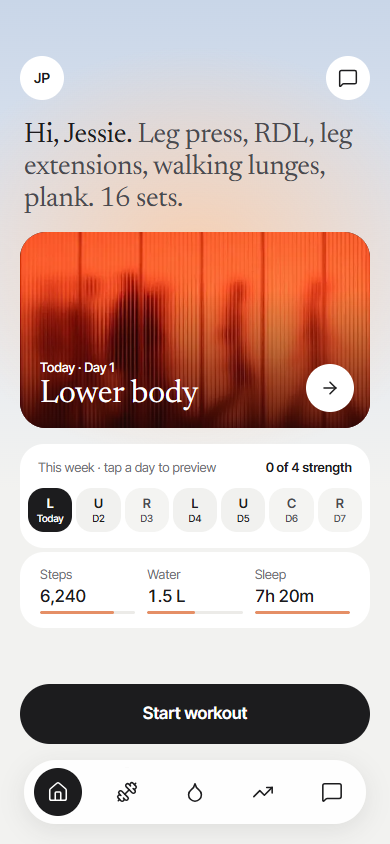 JP
Hi, Jessie. Leg press, RDL, leg
extensions, walking lunges,
plank. 16 sets.
Today · Day 1
Lower body
This week · tap a day to preview
0 of 4 strength
L
U
R
L
U
C
R
Today
D2
D3
D4
D5
D6
D7
Steps
Water
Sleep
6,240
1.5 L
7h 20m
Start workout